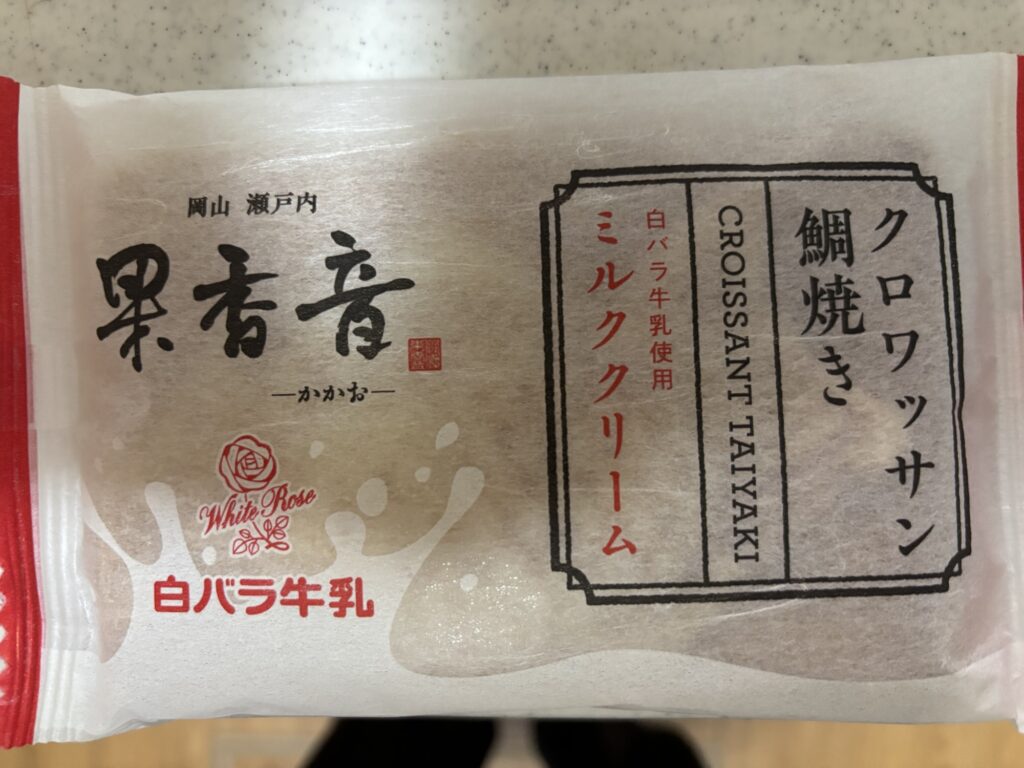 岡山 瀬戸内
果香音
―かかお―
White Rose
白バラ牛乳
クロワッサン
鯛焼き
CROISSANT TAIYAKI
白バラ牛乳使用
ミルククリーム